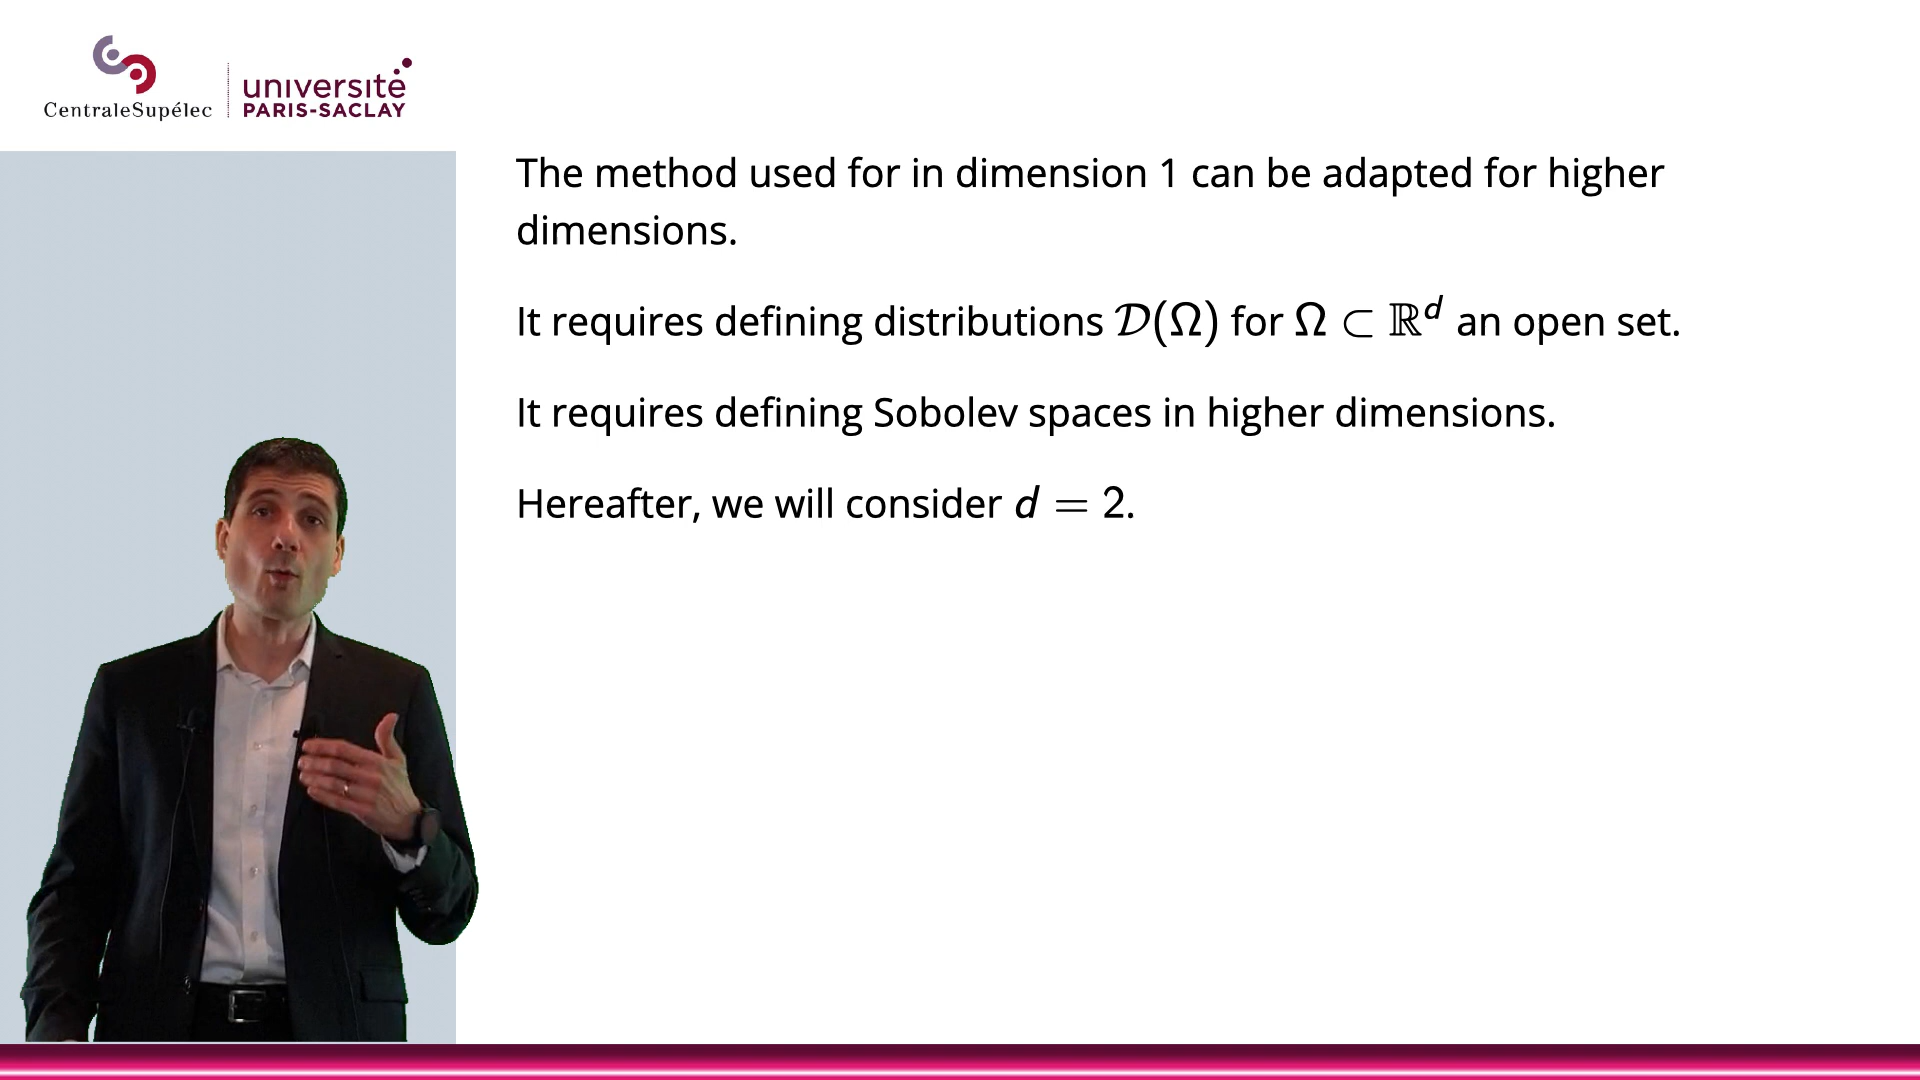 CentraleSupélec
université
PARIS-SACLAY
The method used for in dimension 1 can be adapted for higher
dimensions.
It requires defining distributions 𝒟(Ω) for Ω ⊂ ℝᵈ an open set.
It requires defining Sobolev spaces in higher dimensions.
Hereafter, we will consider d = 2.